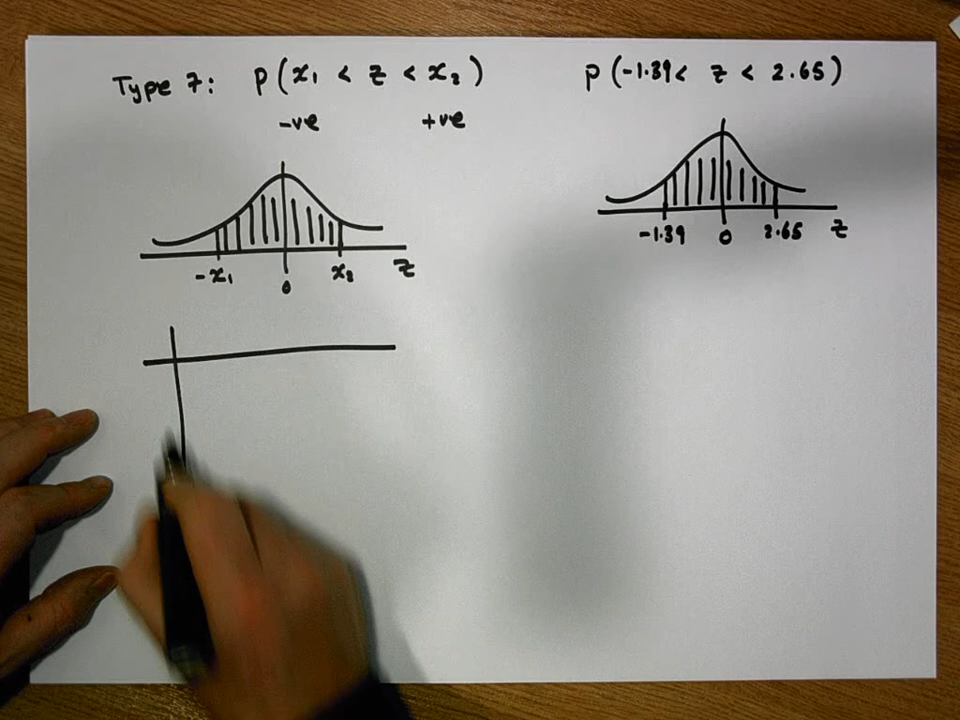 Type 7: P(x₁ < z < x₂)
-ve +ve
-x₁ 0 x₂ z
P(-1.39< z < 2.65)
-1.39 0 2.65 z